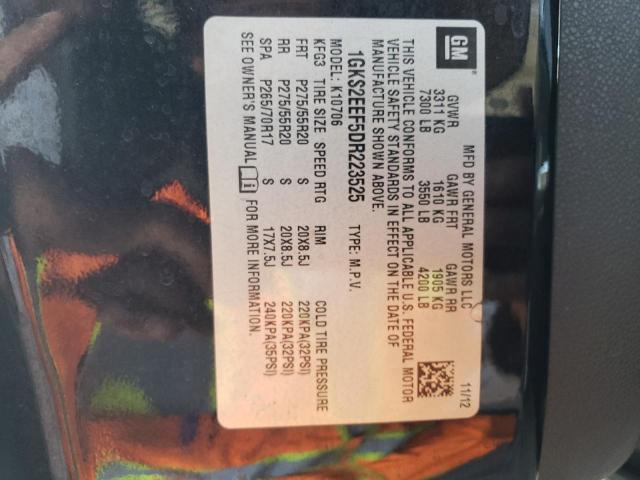 GM
MFD BY GENERAL MOTORS LLC 11/12
GVWR GAWR FRT GAWR RR
3311 KG 1610 KG 1905 KG
7300 LB 3550 LB 4200 LB
THIS VEHICLE CONFORMS TO ALL APPLICABLE U.S. FEDERAL MOTOR
VEHICLE SAFETY STANDARDS IN EFFECT ON THE DATE OF
MANUFACTURE SHOWN ABOVE.
1GKS2EEF5DR223525 TYPE: M.P.V.
MODEL: K10706
KFGS TIRE SIZE SPEED RTG RIM COLD TIRE PRESSURE
FRT P275/55R20 S 20X8.5J 220KPA(32PSI)
RR P275/55R20 S 20X8.5J 220KPA(32PSI)
SPA P265/70R17 S 17X7.5J 240KPA(35PSI)
SEE OWNER'S MANUAL FOR MORE INFORMATION.